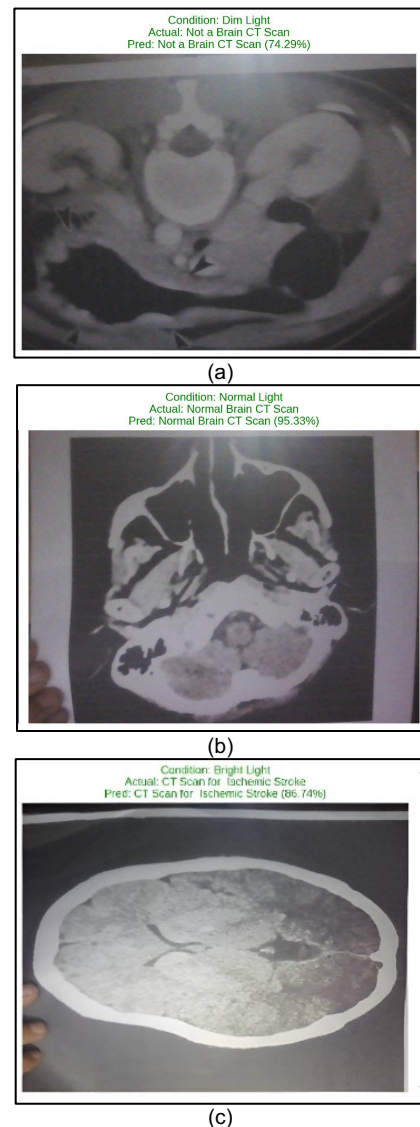 Condition: Dim Light
Actual: Not a Brain CT Scan
Pred: Not a Brain CT Scan (74.29%)
(a)
Condition: Normal Light
Actual: Normal Brain CT Scan
Pred: Normal Brain CT Scan (95.33%)
(b)
Condition: Bright Light
Actual: CT Scan for Ischemic Stroke
Pred: CT Scan for Ischemic Stroke (86.74%)
(c)